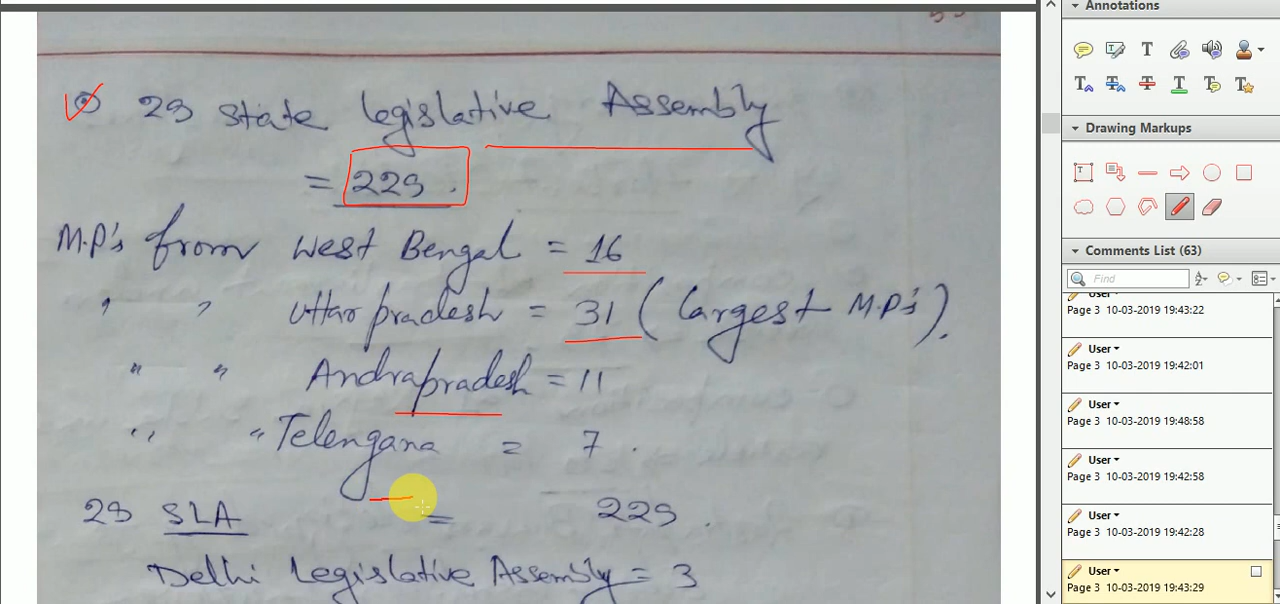 Annotations
T
T T T T T T
Drawing Markups
T
Comments List (63)
Find
User
Page 3 10-03-2019 19:43:22
User
Page 3 10-03-2019 19:42:01
User
Page 3 10-03-2019 19:48:58
User
Page 3 10-03-2019 19:42:58
User
Page 3 10-03-2019 19:42:28
User
Page 3 10-03-2019 19:43:29
29 State legislative Assembly
= 229.
M.P's from West Bengal = 16
" " Uttar pradesh = 31 (largest M.P's).
" " Andrapradesh = 11
" " Telengana = 7.
29 SLA = 229.
Delhi legislative Assembly = 3